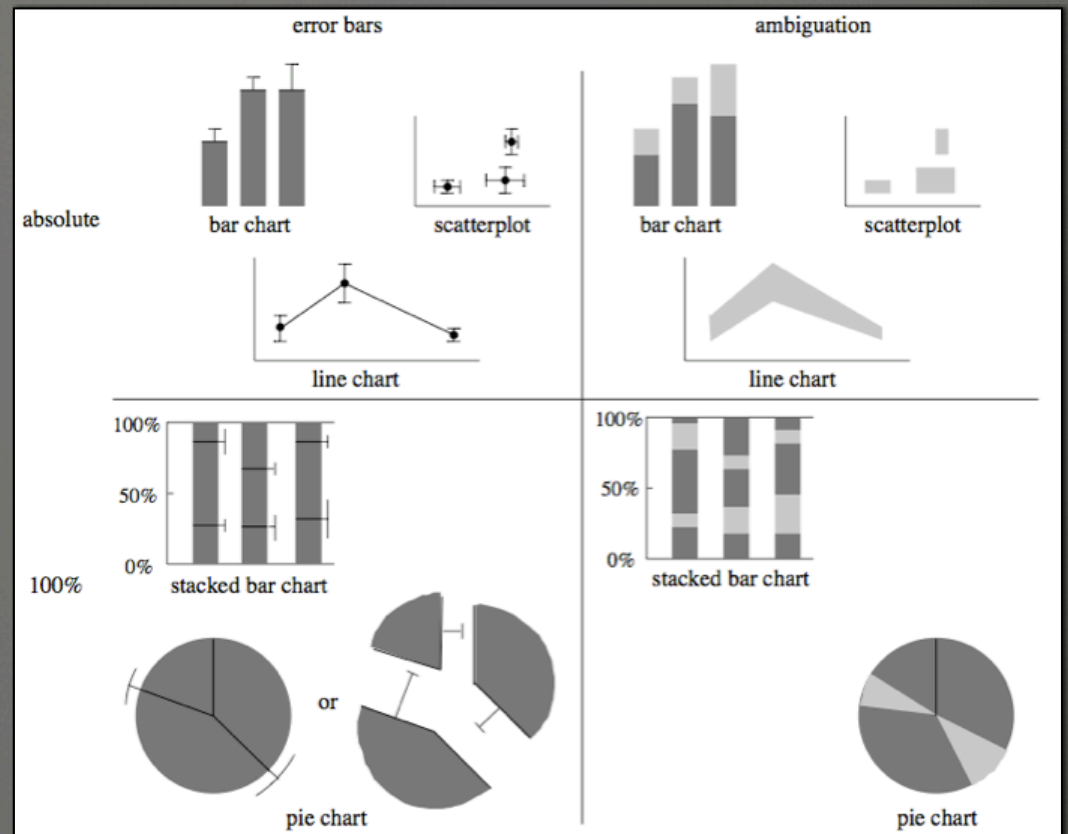 error bars
ambiguation
absolute
bar chart
scatterplot
bar chart
scatterplot
line chart
line chart
100%
50%
0%
stacked bar chart
100%
50%
0%
stacked bar chart
100%
or
pie chart
pie chart